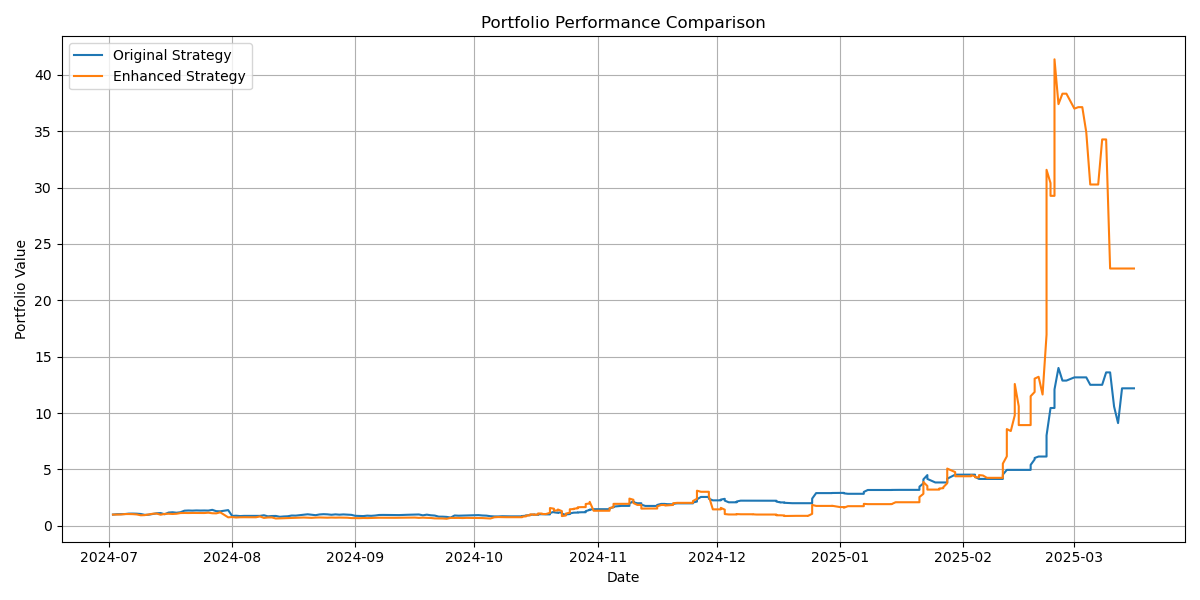 Portfolio Performance Comparison
Original Strategy
Enhanced Strategy
Portfolio Value
40
35
30
25
20
15
10
5
0
2024-07 2024-08 2024-09 2024-10 2024-11 2024-12 2025-01 2025-02 2025-03
Date